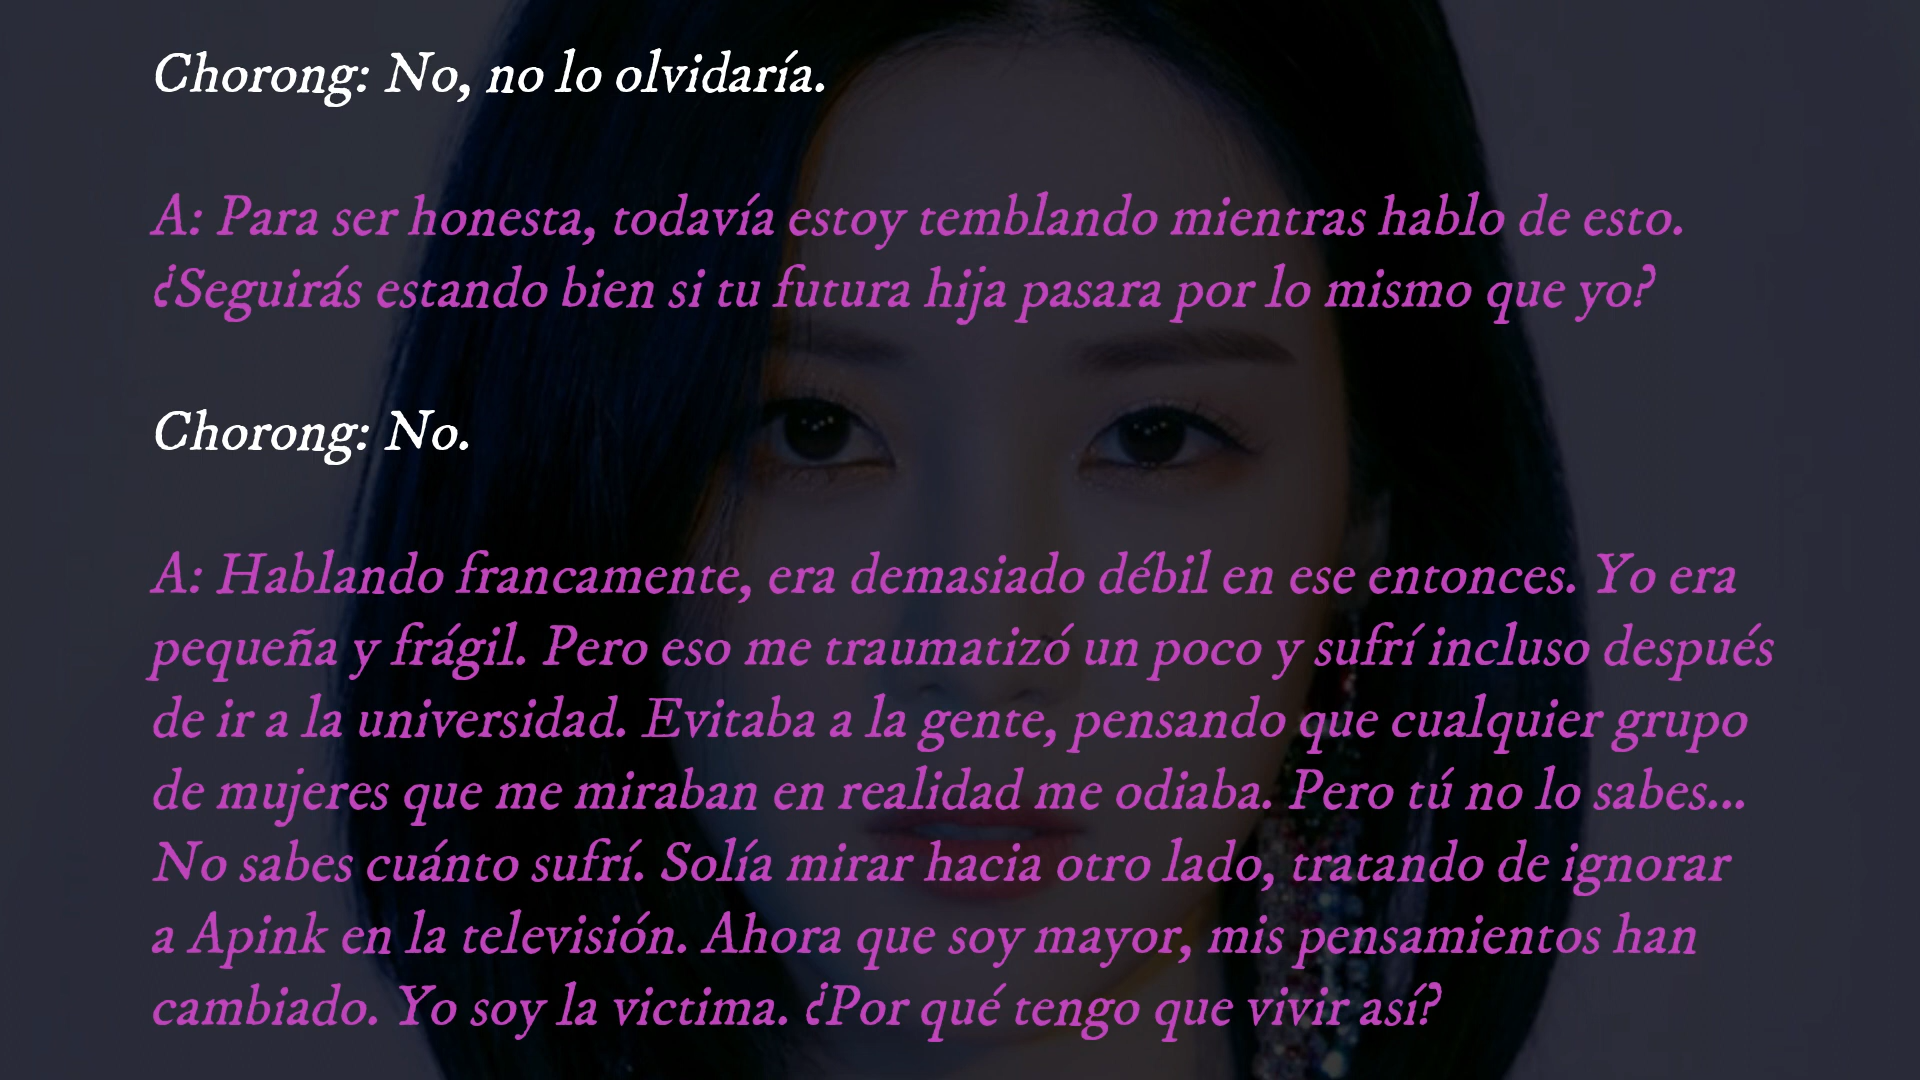 Chorong: No, no lo olvidaría.
A: Para ser honesta, todavía estoy temblando mientras hablo de esto.
¿Seguirás estando bien si tu futura hija pasara por lo mismo que yo?
Chorong: No.
A: Hablando francamente, era demasiado débil en ese entonces. Yo era
pequeña y frágil. Pero eso me traumatizó un poco y sufrí incluso después
de ir a la universidad. Evitaba a la gente, pensando que cualquier grupo
de mujeres que me miraban en realidad me odiaba. Pero tú no lo sabes...
No sabes cuánto sufrí. Solía mirar hacia otro lado, tratando de ignorar
a Apink en la televisión. Ahora que soy mayor, mis pensamientos han
cambiado. Yo soy la victima. ¿Por qué tengo que vivir así?